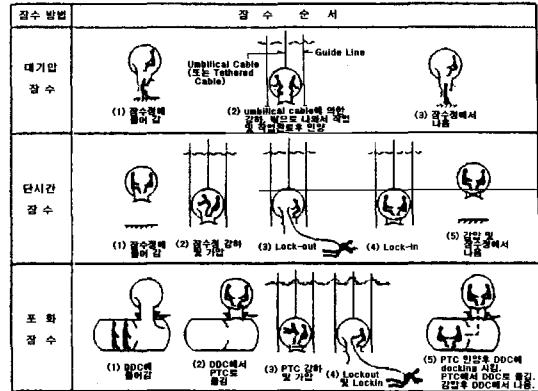 잠수 방법
잠 수 순 서
대기압
잠 수
(1) 잠수정에
들어 감
Umbilical Cable
(또는 Tethered
Cable)
Guide Line
(2) umbilical cable에 의한
강하, 밖으로 나와서 작업
및 작업완료후 인양
(3) 잠수정에서
나옴
단시간
잠 수
(1) 잠수정에
들어 감
(2) 잠수정 강하
및 가압
(3) Lock-out
(4) Lock-in
(5) 감압 및
잠수정에서
나옴
포 화
잠 수
(1) DDC에
들어감
(2) DDC에서
PTC로
옮김
(3) PTC 강하
및 가압
(4) Lockout
및 Lockin
(5) PTC 인양후 DDC에
docking 시킴.
PTC에서 DDC로 옮김.
감압후 DDC에서 나옴.